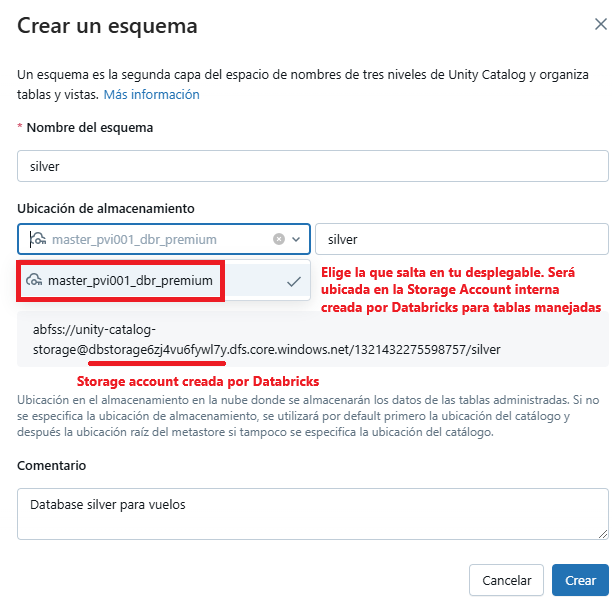 Crear un esquema
Un esquema es la segunda capa del espacio de nombres de tres niveles de Unity Catalog y organiza
tablas y vistas. Más información
* Nombre del esquema
silver
Ubicación de almacenamiento
master_pvi001_dbr_premium
silver
master_pvi001_dbr_premium
Elige la que salta en tu desplegable. Será
ubicada en la Storage Account interna
creada por Databricks para tablas manejadas
abfss://unity-catalog-
storage@dbstorage6zj4vu6fywl7y.dfs.core.windows.net/1321432275598757/silver
Storage account creada por Databricks
Ubicación en el almacenamiento en la nube donde se almacenarán los datos de las tablas administradas. Si no
se especifica la ubicación de almacenamiento, se utilizará por default primero la ubicación del catálogo y
después la ubicación raíz del metastore si tampoco se especifica la ubicación del catálogo.
Comentario
Database silver para vuelos
Cancelar
Crear